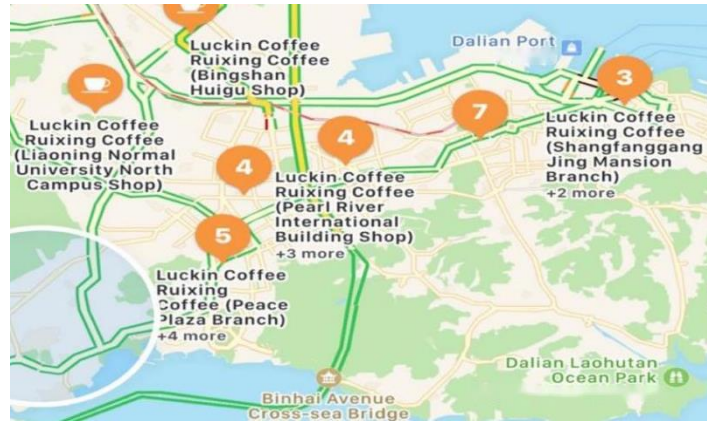 Luckin Coffee
Ruixing Coffee
(Bingshan
Huigu Shop)
Dalian Port
3
7
4
Luckin Coffee
Ruixing Coffee
(Liaoning Normal
University North
Campus Shop)
Luckin Coffee
Ruixing Coffee
(Shangfanggang
Jing Mansion
Branch)
+2 more
4
Luckin Coffee
Ruixing Coffee
(Pearl River
International
Building Shop)
+3 more
5
Luckin Coffee
Ruixing
Coffee (Peace
Plaza Branch)
+4 more
Dalian Laohutan
Ocean Park
Binhai Avenue
Cross-sea Bridge